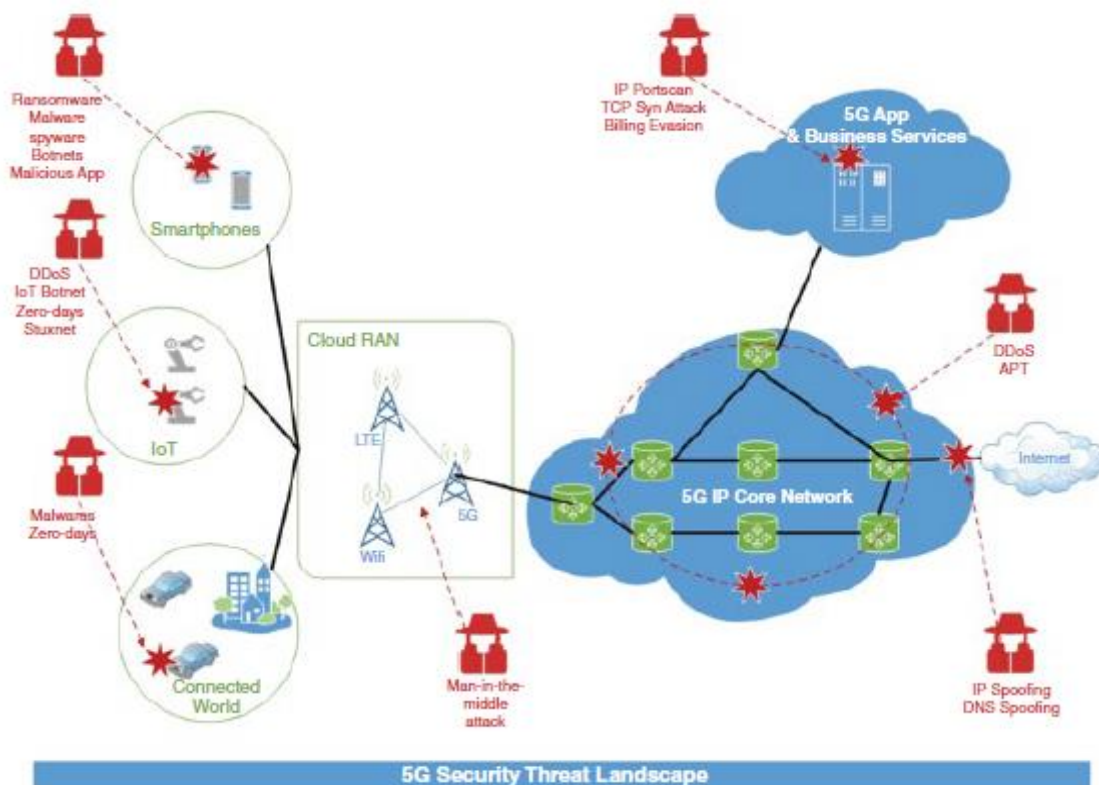 Ransomware
Malware
spyware
Botnets
Malicious App
Smartphones
DDoS
IoT Botnet
Zero-days
Stuxnet
IoT
Malwares
Zero-days
Connected
World
Cloud RAN
LTE
5G
Wifi
Man-in-the-
middle
attack
IP Portscan
TCP Syn Attack
Billing Evasion
5G App
& Business Services
DDoS
APT
5G IP Core Network
Internet
IP Spoofing
DNS Spoofing
5G Security Threat Landscape